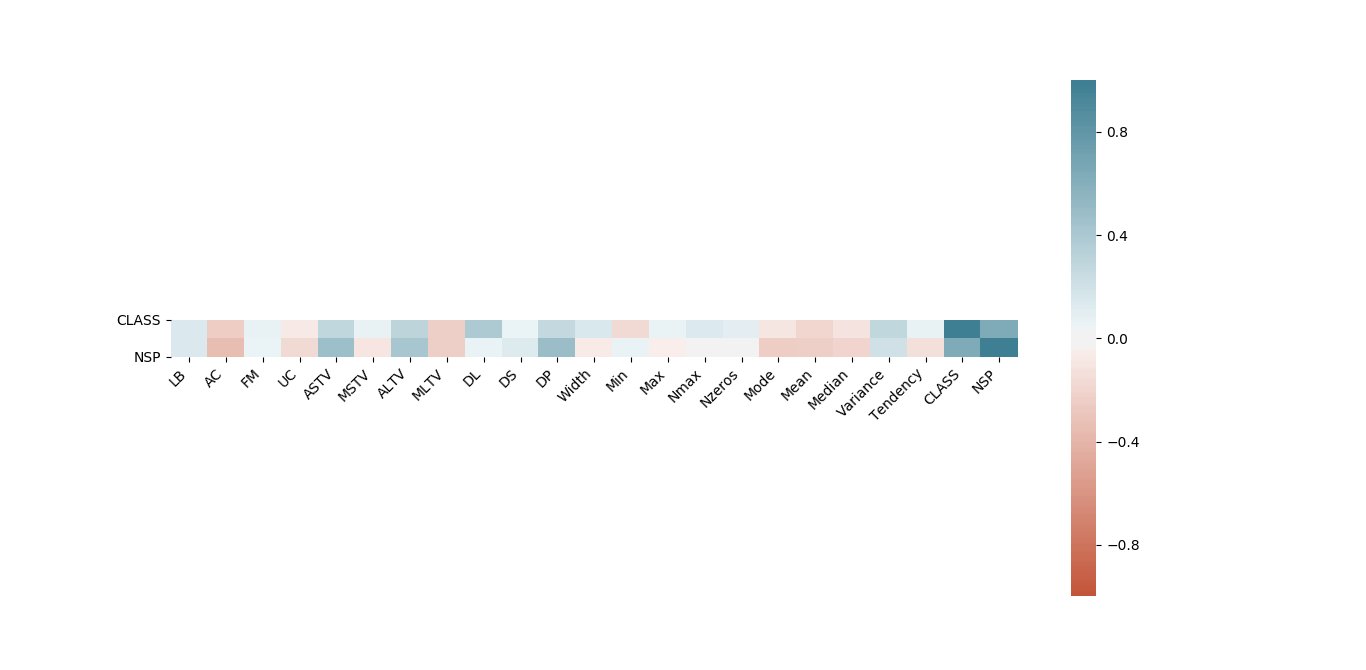 CLASS
NSP
LB
AC
FM
UC
ASTV
MSTV
ALTV
MLTV
DL
DS
DP
Width
Min
Max
Nmax
Nzeros
Mode
Mean
Median
Variance
Tendency
CLASS
NSP
0.8
0.4
0.0
−0.4
−0.8